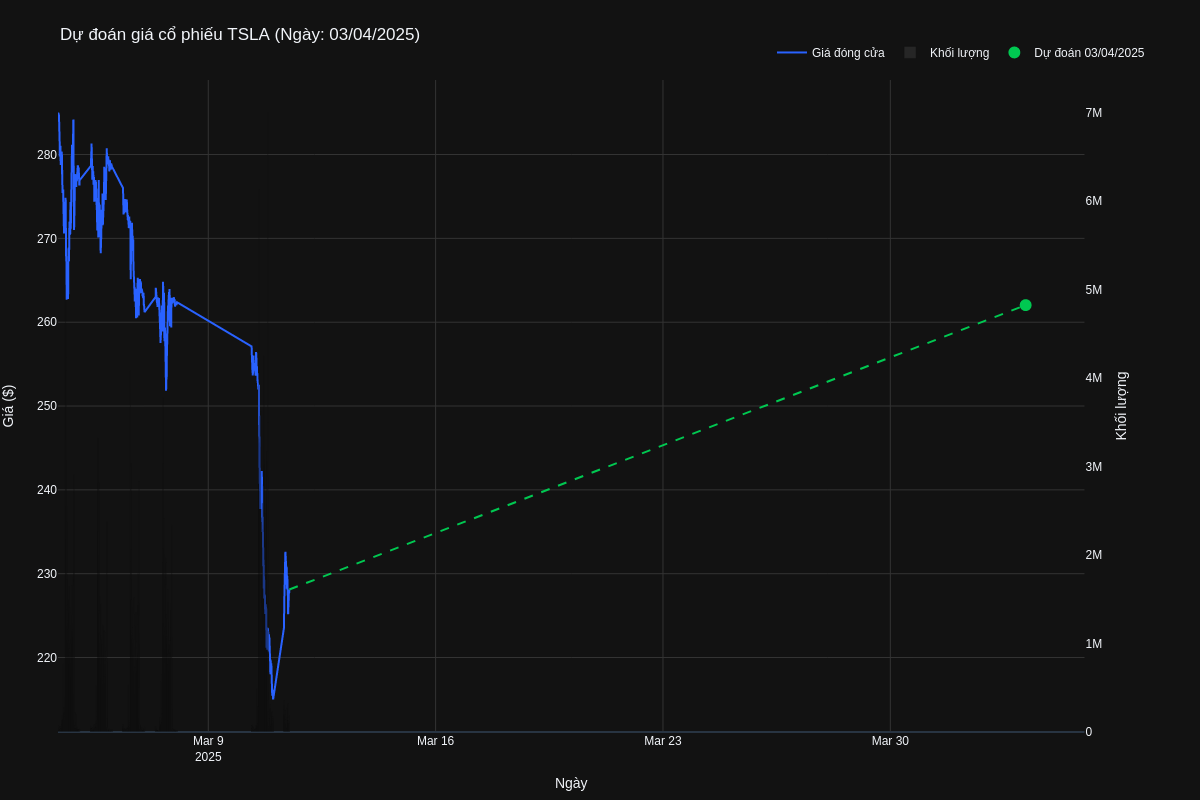 Dự đoán giá cổ phiếu TSLA (Ngày: 03/04/2025)
Giá đóng cửa
Khối lượng
Dự đoán 03/04/2025
Giá ($)
280
270
260
250
240
230
220
7M
6M
5M
4M
3M
2M
1M
0
Khối lượng
Mar 9
2025
Mar 16
Mar 23
Mar 30
Ngày